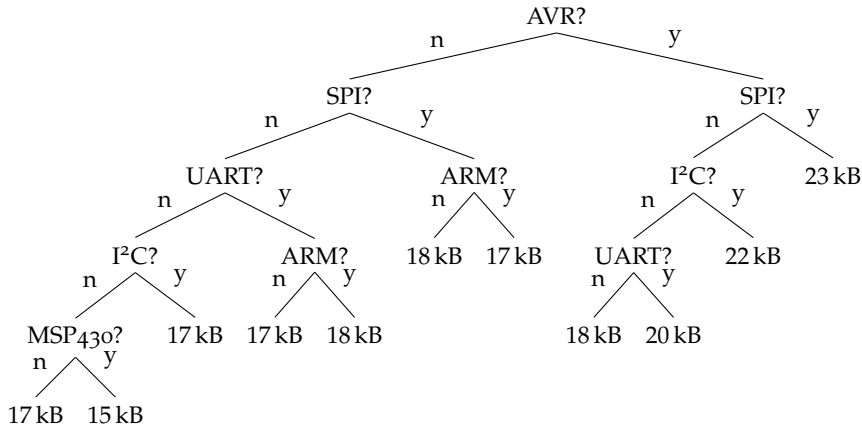 AVR?
n y
SPI? SPI?
n y n y
UART? ARM? I²C? 23 kB
n y n y n y
I²C? ARM? 18 kB 17 kB UART? 22 kB
n y n y n y
MSP430? 17 kB 17 kB 18 kB 18 kB 20 kB
n y
17 kB 15 kB